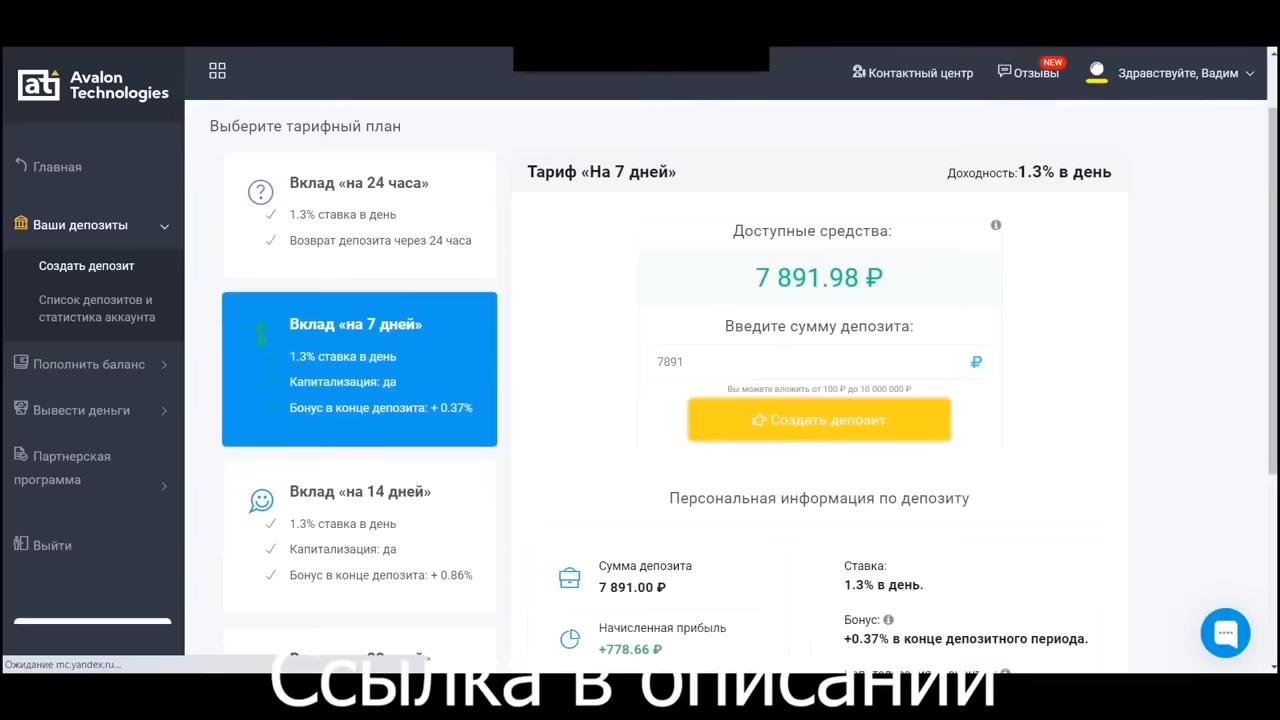 Avalon
Technologies
Контактный центр
Отзывы
NEW
Здравствуйте, Вадим
Главная
Ваши депозиты
Создать депозит
Список депозитов и
статистика аккаунта
Пополнить баланс
Вывести деньги
Партнерская
программа
Выйти
Ожидание mc.yandex.ru...
Выберите тарифный план
Вклад «на 24 часа»
1.3% ставка в день
Возврат депозита через 24 часа
Вклад «на 7 дней»
1.3% ставка в день
Капитализация: да
Бонус в конце депозита: + 0.37%
Вклад «на 14 дней»
1.3% ставка в день
Капитализация: да
Бонус в конце депозита: + 0.86%
Тариф «На 7 дней»
Доходность:1.3% в день
Доступные средства:
7 891.98 ₽
Введите сумму депозита:
7891 ₽
Вы можете вложить от 100 ₽ до 10 000 000 ₽
Создать депозит
Персональная информация по депозиту
Сумма депозита
7 891.00 ₽
Начисленная прибыль
+778.66 ₽
Ставка:
1.3% в день.
Бонус:
+0.37% в конце депозитного периода.
Ссылка в описании